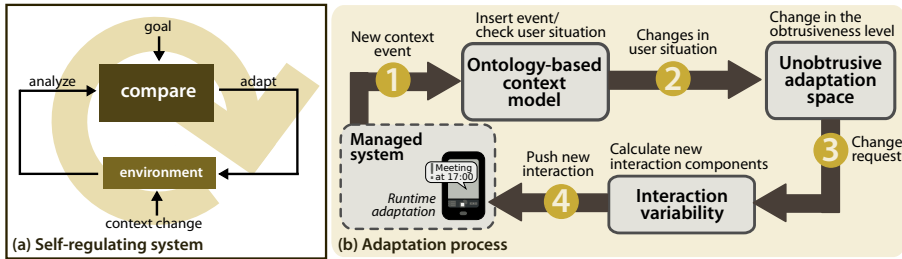 goal
analyze
compare
adapt
environment
context change
(a) Self-regulating system
New context
event
1
Insert event/
check user situation
Ontology-based
context
model
Changes in
user situation
2
Change in the
obtrusiveness level
Unobtrusive
adaptation
space
3
Change
request
Calculate new
interaction components
Interaction
variability
Push new
interaction
4
Managed
system
Meeting
at 17:00
Runtime
adaptation
(b) Adaptation process